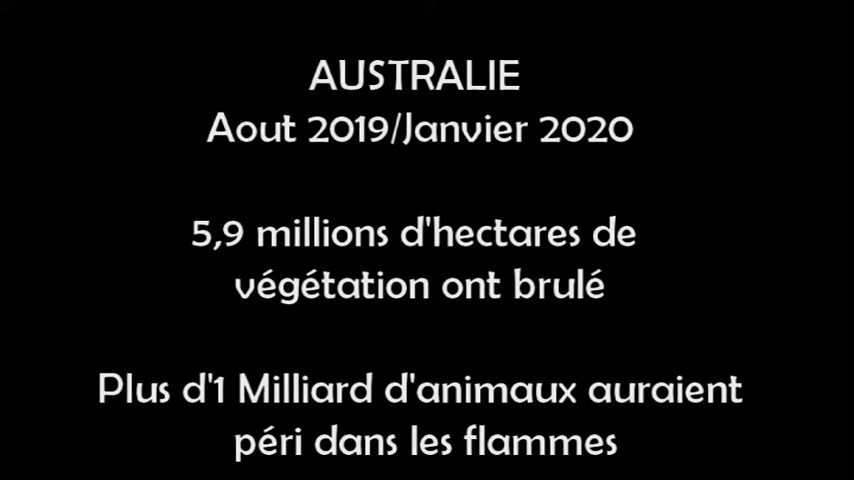 AUSTRALIE
Aout 2019/Janvier 2020
5,9 millions d'hectares de
végétation ont brulé
Plus d'1 Milliard d'animaux auraient
péri dans les flammes